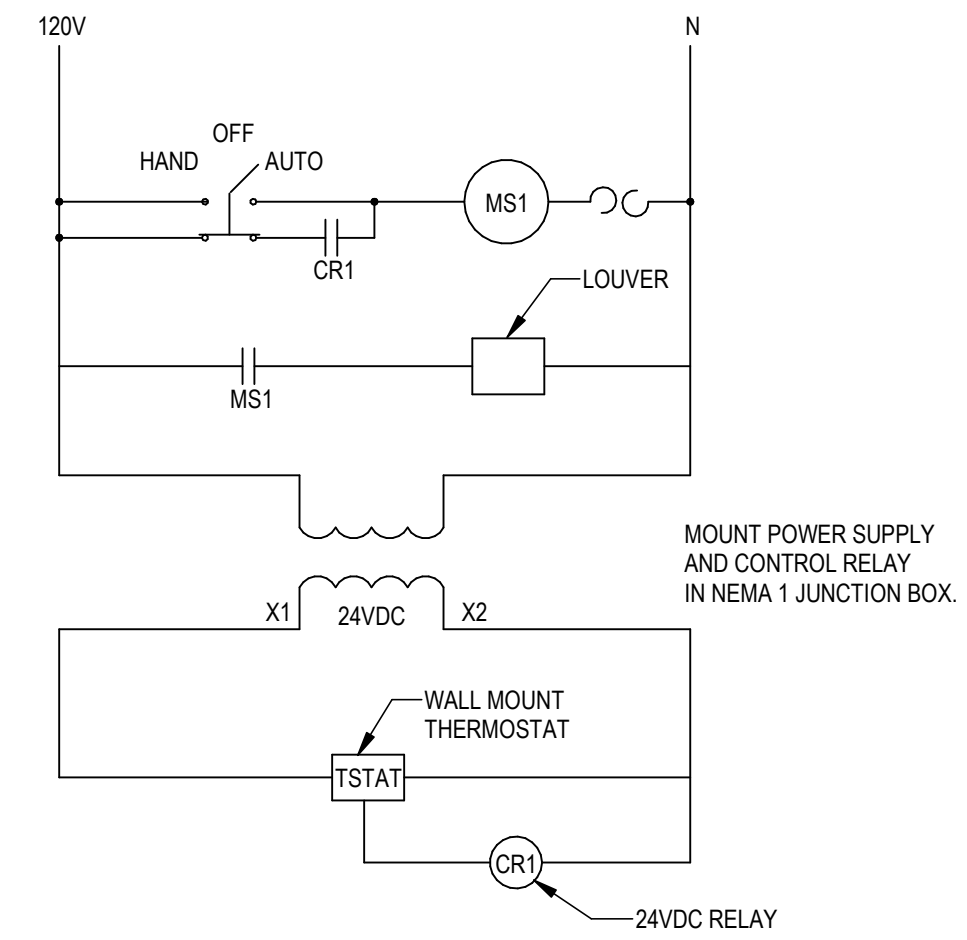 120V
N
OFF
HAND
AUTO
MS1
CR1
LOUVER
MS1
MOUNT POWER SUPPLY
AND CONTROL RELAY
IN NEMA 1 JUNCTION BOX.
X1
24VDC
X2
WALL MOUNT
THERMOSTAT
TSTAT
CR1
24VDC RELAY